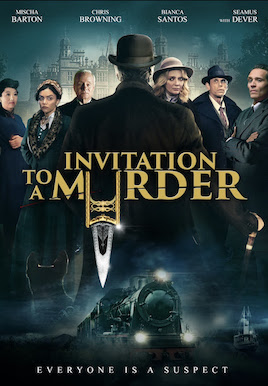 MISCHA BARTON
CHRIS BROWNING
BIANCA SANTOS
WITH SEAMUS DEVER
INVITATION
TO A MURDER
EVERYONE IS A SUSPECT